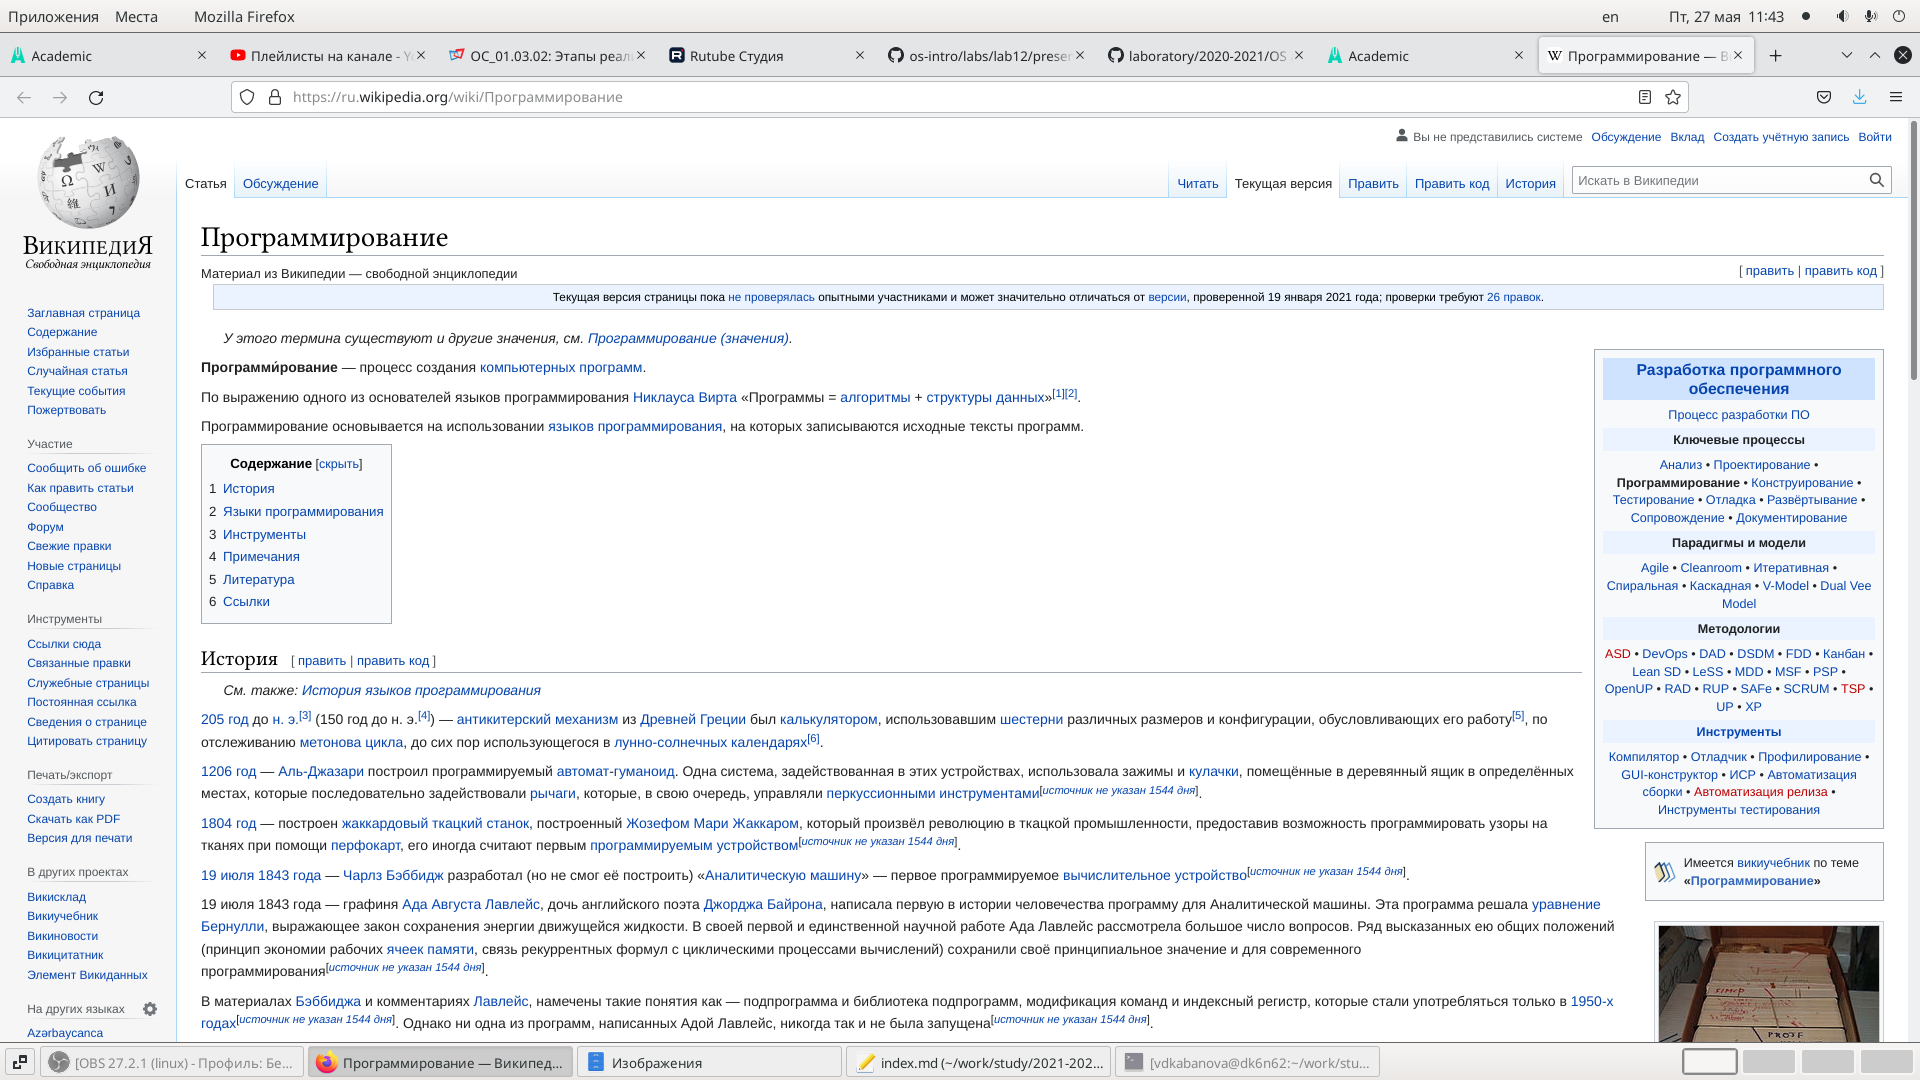 Приложения Места Mozilla Firefox en Пт, 27 мая 11:43
Academic Плейлисты на канале - ОС_01.03.02: Этапы Rutube Студия os-intro/labs/lab12/prese laboratory/2020-2021/OS Academic Программирование —
https://ru.wikipedia.org/wiki/Программирование
Вы не представились системе Обсуждение Вклад Создать учётную запись Войти
Статья Обсуждение Читать Текущая версия Править Править код История Искать в Википедии
ВИКИПЕДИЯ
Свободная энциклопедия
Заглавная страница
Содержание
Избранные статьи
Случайная статья
Текущие события
Пожертвовать
Участие
Сообщить об ошибке
Как править статьи
Сообщество
Форум
Свежие правки
Новые страницы
Справка
Инструменты
Ссылки сюда
Связанные правки
Служебные страницы
Постоянная ссылка
Сведения о странице
Цитировать страницу
Печать/экспорт
Создать книгу
Скачать как PDF
Версия для печати
В других проектах
Викисклад
Викиучебник
Викиновости
Викицитатник
Элемент Викиданных
На других языках
Azərbaycanca
Программирование
Материал из Википедии — свободной энциклопедии [ править | править код ]
Текущая версия страницы пока не проверялась опытными участниками и может значительно отличаться от версии, проверенной 19 января 2021 года; проверки требуют 26 правок.
У этого термина существуют и другие значения, см. Программирование (значения).
Программи́рование — процесс создания компьютерных программ.
По выражению одного из основателей языков программирования Никлауса Вирта «Программы = алгоритмы + структуры данных»[1][2].
Программирование основывается на использовании языков программирования, на которых записываются исходные тексты программ.
Содержание [скрыть]
1 История
2 Языки программирования
3 Инструменты
4 Примечания
5 Литература
6 Ссылки
История [ править | править код ]
См. также: История языков программирования
205 год до н. э.[3] (150 год до н. э.[4]) — антикитерский механизм из Древней Греции был калькулятором, использовавшим шестерни различных размеров и конфигурации, обусловливающих его работу[5], по
отслеживанию метонова цикла, до сих пор использующегося в лунно-солнечных календарях[6].
1206 год — Аль-Джазари построил программируемый автомат-гуманоид. Одна система, задействованная в этих устройствах, использовала зажимы и кулачки, помещённые в деревянный ящик в определённых
местах, которые последовательно задействовали рычаги, которые, в свою очередь, управляли перкуссионными инструментами[источник не указан 1544 дня].
1804 год — построен жаккардовый ткацкий станок, построенный Жозефом Мари Жаккаром, который произвёл революцию в ткацкой промышленности, предоставив возможность программировать узоры на
тканях при помощи перфокарт, его иногда считают первым программируемым устройством[источник не указан 1544 дня].
19 июля 1843 года — Чарлз Бэббидж разработал (но не смог её построить) «Аналитическую машину» — первое программируемое вычислительное устройство[источник не указан 1544 дня].
19 июля 1843 года — графиня Ада Августа Лавлейс, дочь английского поэта Джорджа Байрона, написала первую в истории человечества программу для Аналитической машины. Эта программа решала уравнение
Бернулли, выражающее закон сохранения энергии движущейся жидкости. В своей первой и единственной научной работе Ада Лавлейс рассмотрела большое число вопросов. Ряд высказанных ею общих положений
(принцип экономии рабочих ячеек памяти, связь рекуррентных формул с циклическими процессами вычислений) сохранили своё принципиальное значение и для современного
программирования[источник не указан 1544 дня].
В материалах Бэббиджа и комментариях Лавлейс, намечены такие понятия как — подпрограмма и библиотека подпрограмм, модификация команд и индексный регистр, которые стали употребляться только в 1950-х
годах[источник не указан 1544 дня]. Однако ни одна из программ, написанных Адой Лавлейс, никогда так и не была запущена[источник не указан 1544 дня].
Разработка программного
обеспечения
Процесс разработки ПО
Ключевые процессы
Анализ • Проектирование •
Программирование • Конструирование •
Тестирование • Отладка • Развёртывание •
Сопровождение • Документирование
Парадигмы и модели
Agile • Cleanroom • Итеративная •
Спиральная • Каскадная • V-Model • Dual Vee
Model
Методологии
ASD • DevOps • DAD • DSDM • FDD • Канбан •
Lean SD • LeSS • MDD • MSF • PSP •
OpenUP • RAD • RUP • SAFe • SCRUM • TSP •
UP • XP
Инструменты
Компилятор • Отладчик • Профилирование •
GUI-конструктор • ИСР • Автоматизация
сборки • Автоматизация релиза •
Инструменты тестирования
Имеется викиучебник по теме
«Программирование»
[OBS 27.2.1 (linux) - Профиль: Бе... Программирование — Википед... Изображения index.md (~/work/study/2021-202... [vdkabanova@dk6n62:~/work/stu...